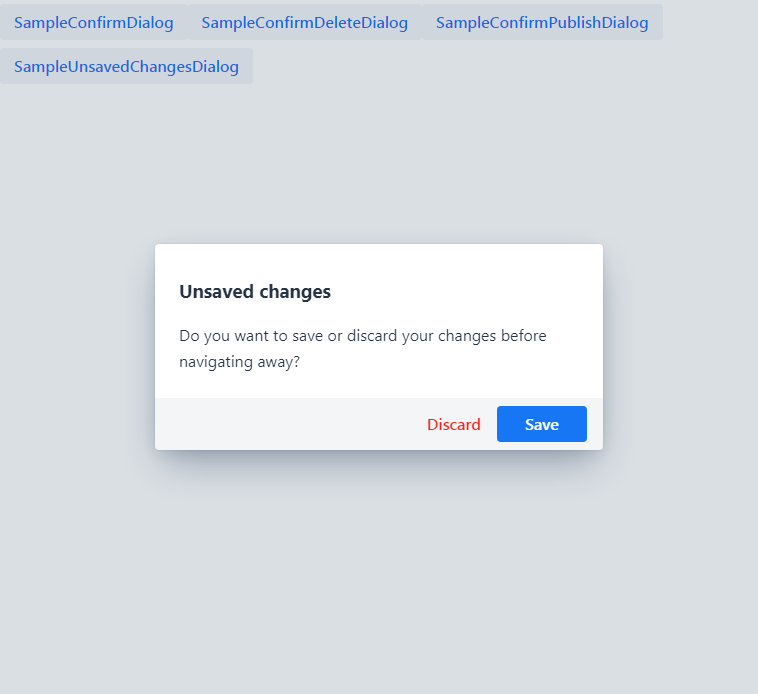 SampleConfirmDialog SampleConfirmDeleteDialog SampleConfirmPublishDialog
SampleUnsavedChangesDialog
Unsaved changes
Do you want to save or discard your changes before
navigating away?
Discard Save